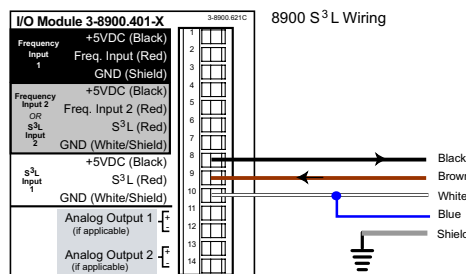 I/O Module 3-8900.401-X
3-8900.621C
8900 S³L Wiring
Frequency Input 1
+5VDC (Black)
Freq. Input (Red)
GND (Shield)
Frequency Input 2 OR S³L Input 2
+5VDC (Black)
Freq. Input 2 (Red)
S³L (Red)
GND (White/Shield)
S³L Input 1
+5VDC (Black)
S³L (Red)
GND (White/Shield)
Analog Output 1 + -
(if applicable)
Analog Output 2 + -
(if applicable)
1
2
3
4
5
6
7
8
9
10
11
12
13
14
Black
Brown
White
Blue
Shield